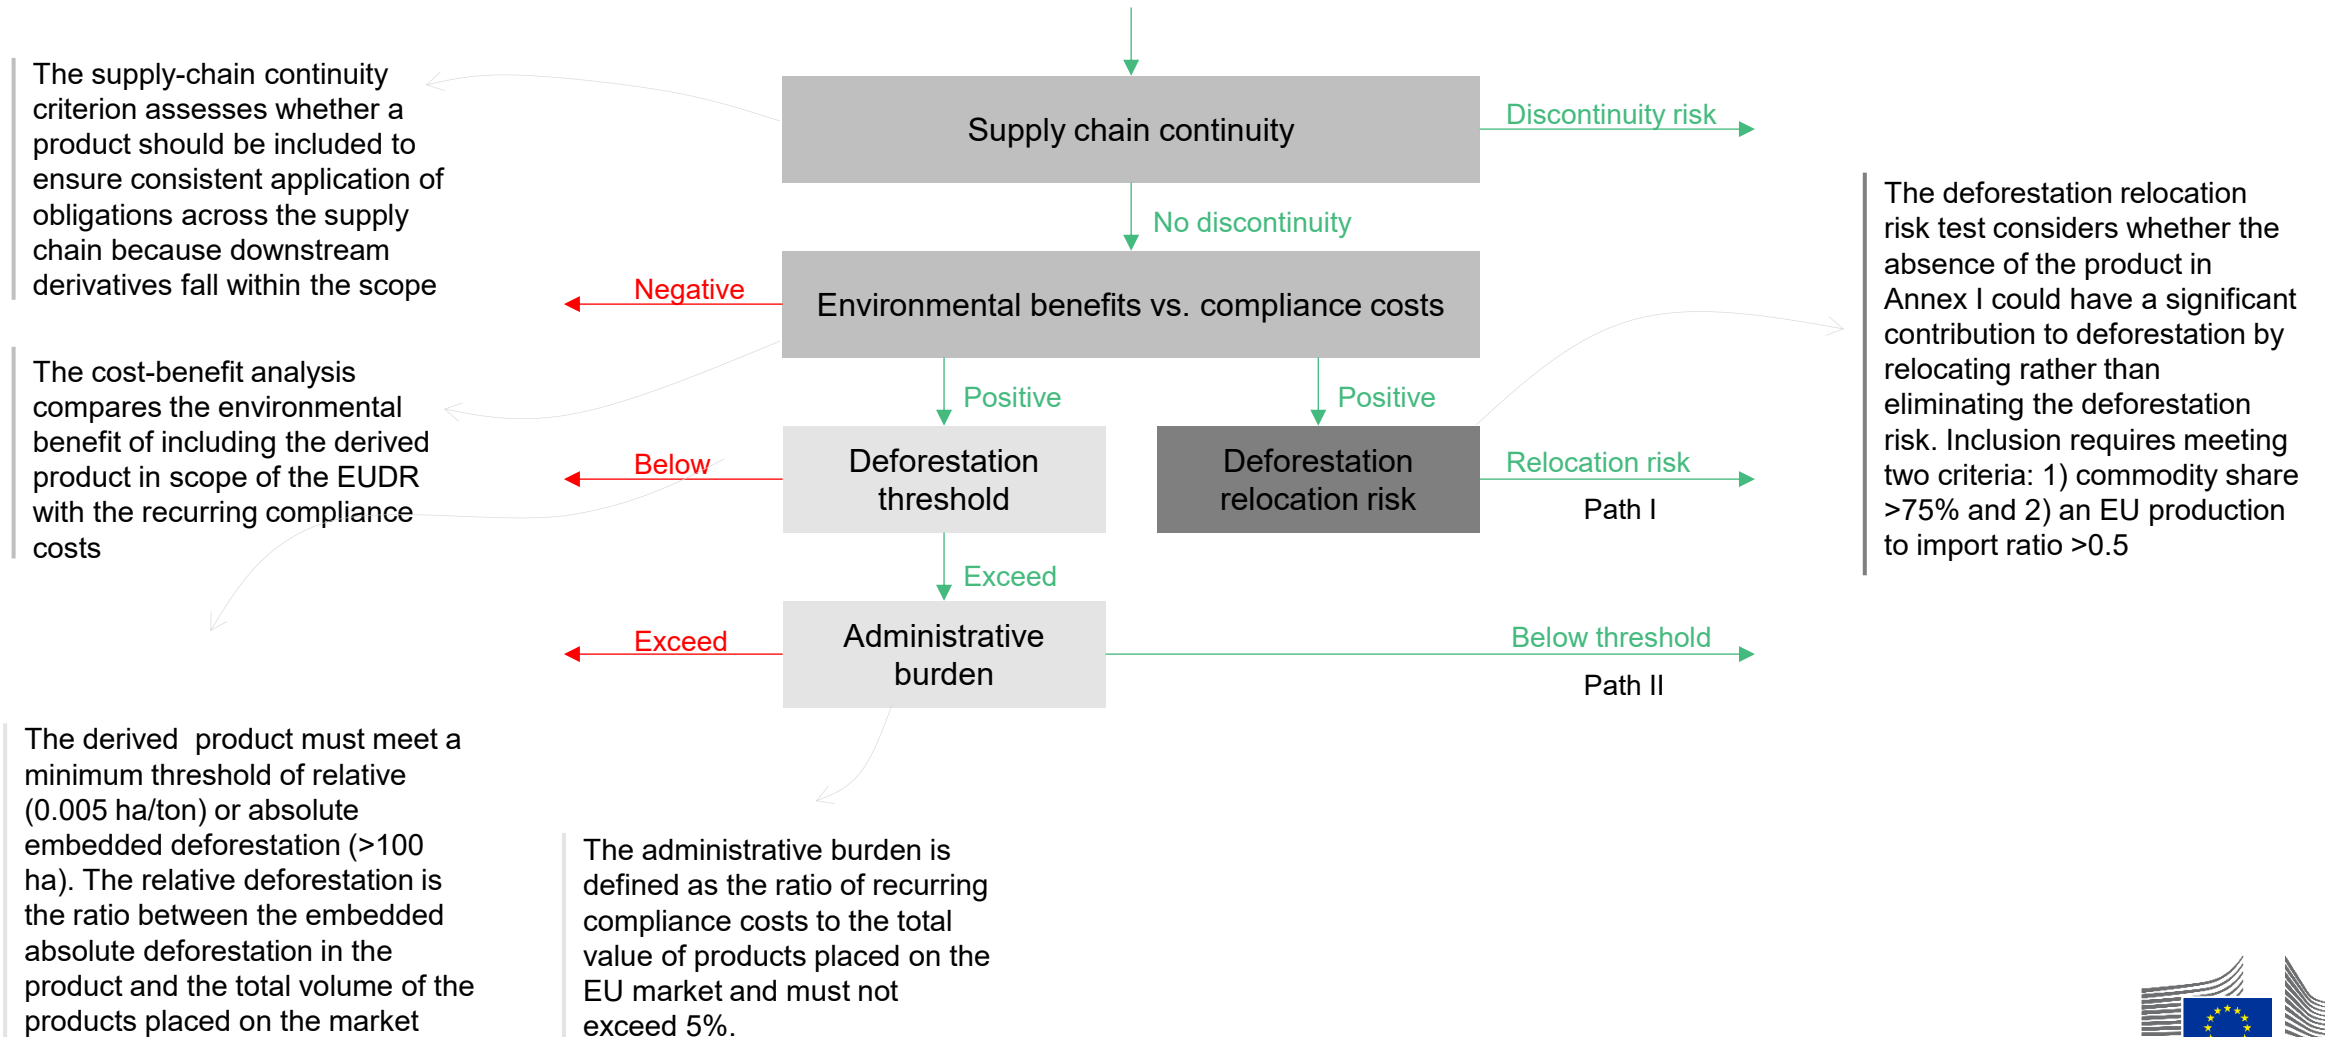 The supply-chain continuity
criterion assesses whether a
product should be included to
ensure consistent application of
obligations across the supply
chain because downstream
derivatives fall within the scope
The cost-benefit analysis
compares the environmental
benefit of including the derived
product in scope of the EUDR
with the recurring compliance
costs
Supply chain continuity
Discontinuity risk
No discontinuity
Negative
Environmental benefits vs. compliance costs
Positive
Positive
Below
Deforestation
threshold
Deforestation
relocation risk
Relocation risk
Path I
Exceed
Exceed
Administrative
burden
Below threshold
Path II
The deforestation relocation
risk test considers whether the
absence of the product in
Annex I could have a significant
contribution to deforestation by
relocating rather than
eliminating the deforestation
risk. Inclusion requires meeting
two criteria: 1) commodity share
>75% and 2) an EU production
to import ratio >0.5
The derived  product must meet a
minimum threshold of relative
(0.005 ha/ton) or absolute
embedded deforestation (>100
ha). The relative deforestation is
the ratio between the embedded
absolute deforestation in the
product and the total volume of the
products placed on the market
The administrative burden is
defined as the ratio of recurring
compliance costs to the total
value of products placed on the
EU market and must not
exceed 5%.